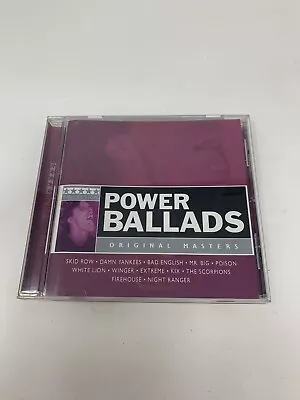 POWER
BALLADS
ORIGINAL MASTERS
SKID ROW • DAMN YANKEES • BAD ENGLISH • MR. BIG • POISON
WHITE LION • WINGER • EXTREME • KIX • THE SCORPIONS
FIREHOUSE • NIGHT RANGER